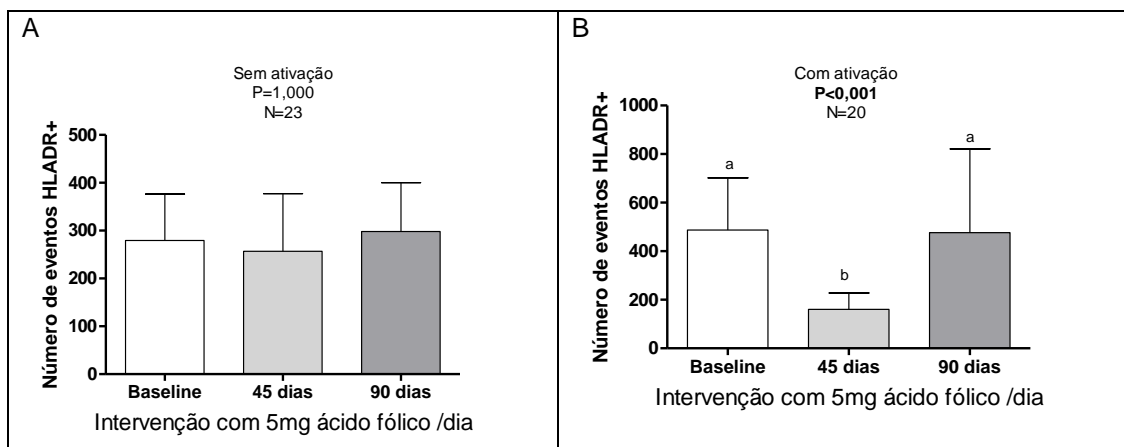 A
Sem ativação
P=1,000
N=23
Número de eventos HLADR+
500
400
300
200
100
0
Baseline 45 dias 90 dias
Intervenção com 5mg ácido fólico /dia
B
Com ativação
P<0,001
N=20
Número de eventos HLADR+
1000
800
600
400
200
0
a
b
a
Baseline 45 dias 90 dias
Intervenção com 5mg ácido fólico /dia